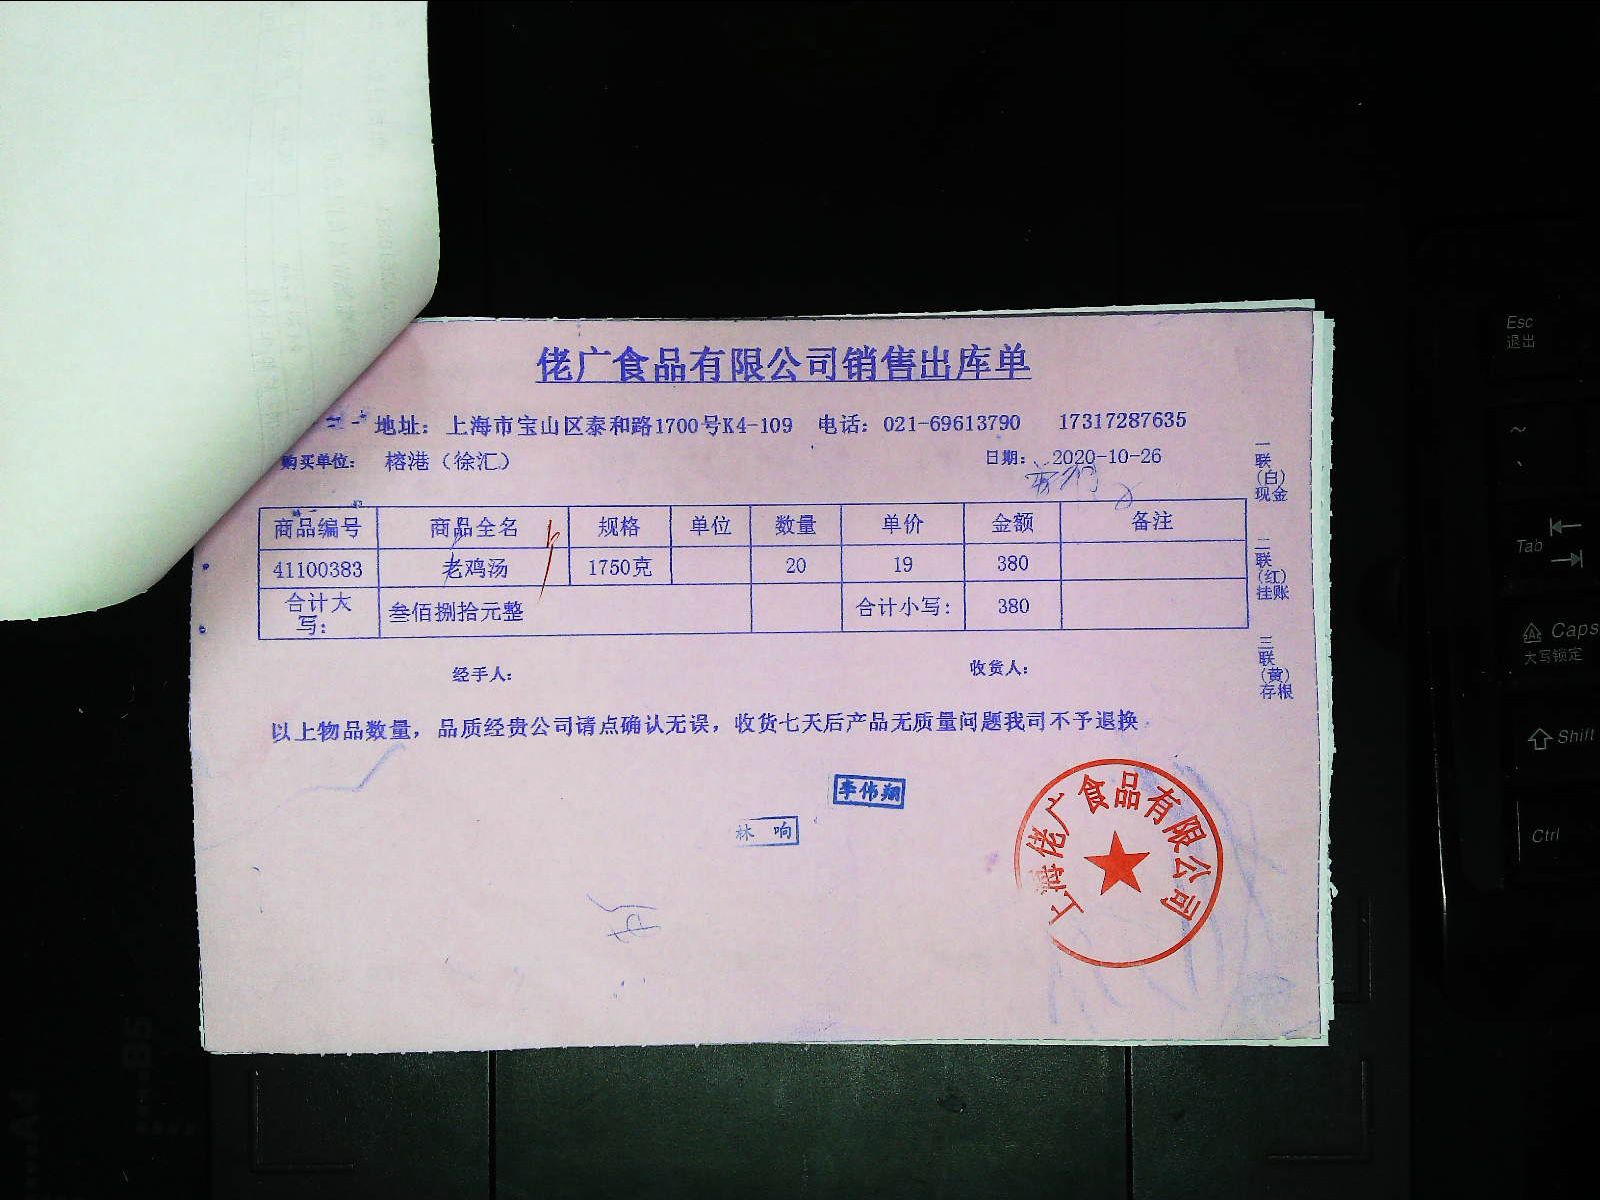 佬广食品有限公司销售出库单
地址：上海市宝山区泰和路1700号K4-109 电话：021-69613790 17317287635
购买单位： 榕港（徐汇） 日期： 2020-10-26
商品编号 商品全名 规格 单位 数量 单价 金额 备注
41100383 老鸡汤 1750克 20 19 380
合计大写： 叁佰捌拾元整 合计小写： 380
经手人： 收货人：
以上物品数量，品质经贵公司请点确认无误，收货七天后产品无质量问题我司不予退换
一联（白）现金
二联（红）挂账
三联（黄）存根
李伟翔
林响
上海佬广食品有限公司
Esc
退出
~
Tab
Caps
大写锁定
Shift
Ctrl
B5
A4